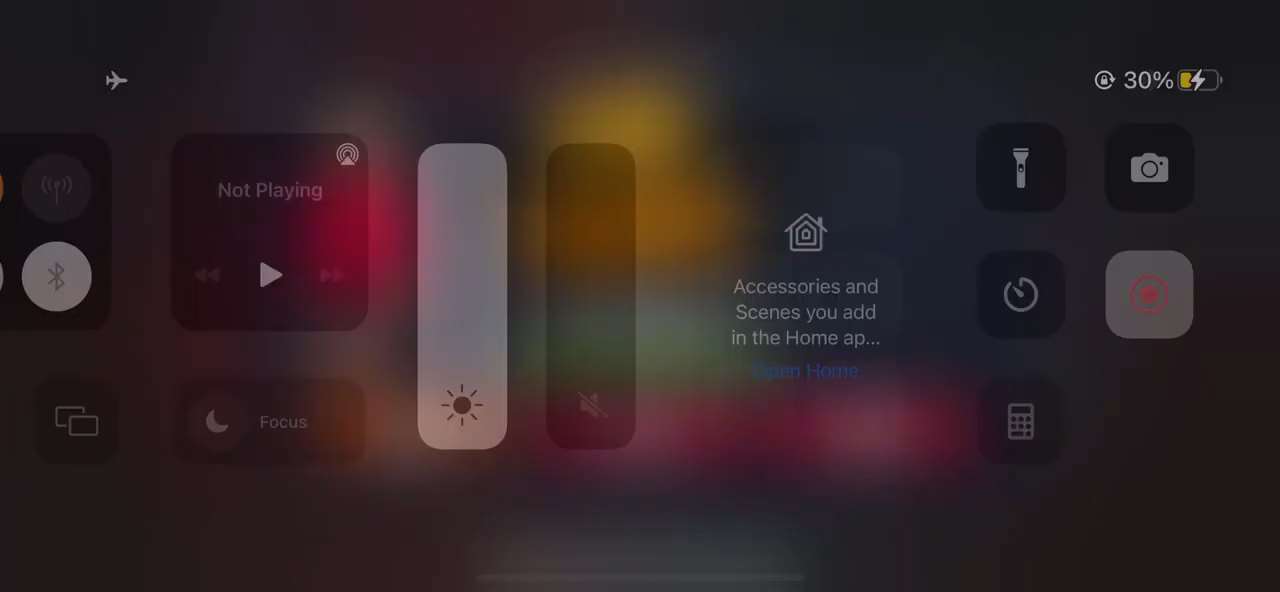 30%
Not Playing
Accessories and
Scenes you add
in the Home ap...
Open Home
Focus